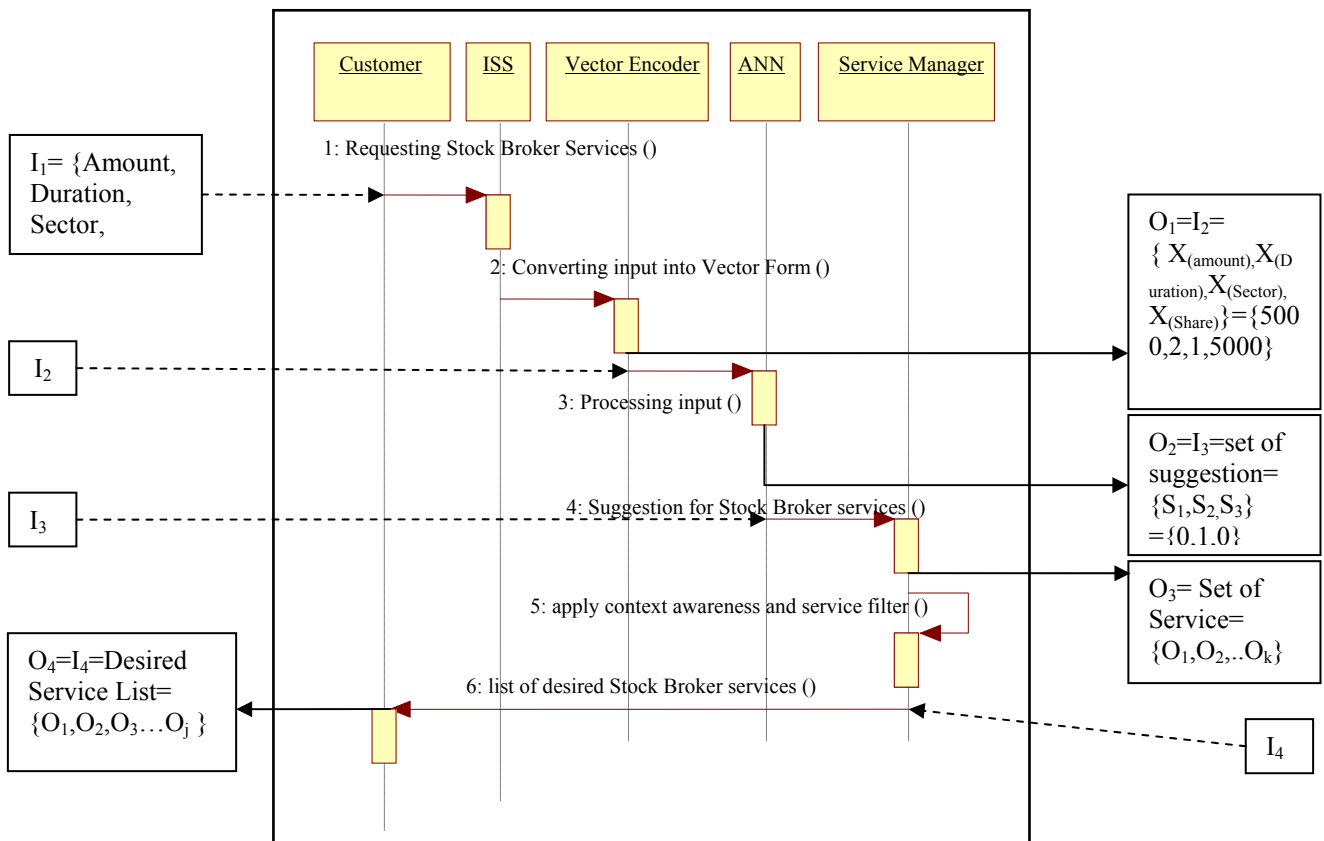 Customer
ISS
Vector Encoder
ANN
Service Manager
1: Requesting Stock Broker Services ()
I₁= {Amount,
Duration,
Sector,
2: Converting input into Vector Form ()
O₁=I₂=
{ X(amount),X(D
uration),X(Sector),
X(Share)}={500
0,2,1,5000}
I₂
3: Processing input ()
O₂=I₃=set of
suggestion=
{S₁,S₂,S₃}
={0,1,0}
I₃
4: Suggestion for Stock Broker services ()
5: apply context awareness and service filter ()
O₃= Set of
Service=
{O₁,O₂,..Oₖ}
O₄=I₄=Desired
Service List=
{O₁,O₂,O₃…Oⱼ }
6: list of desired Stock Broker services ()
I₄